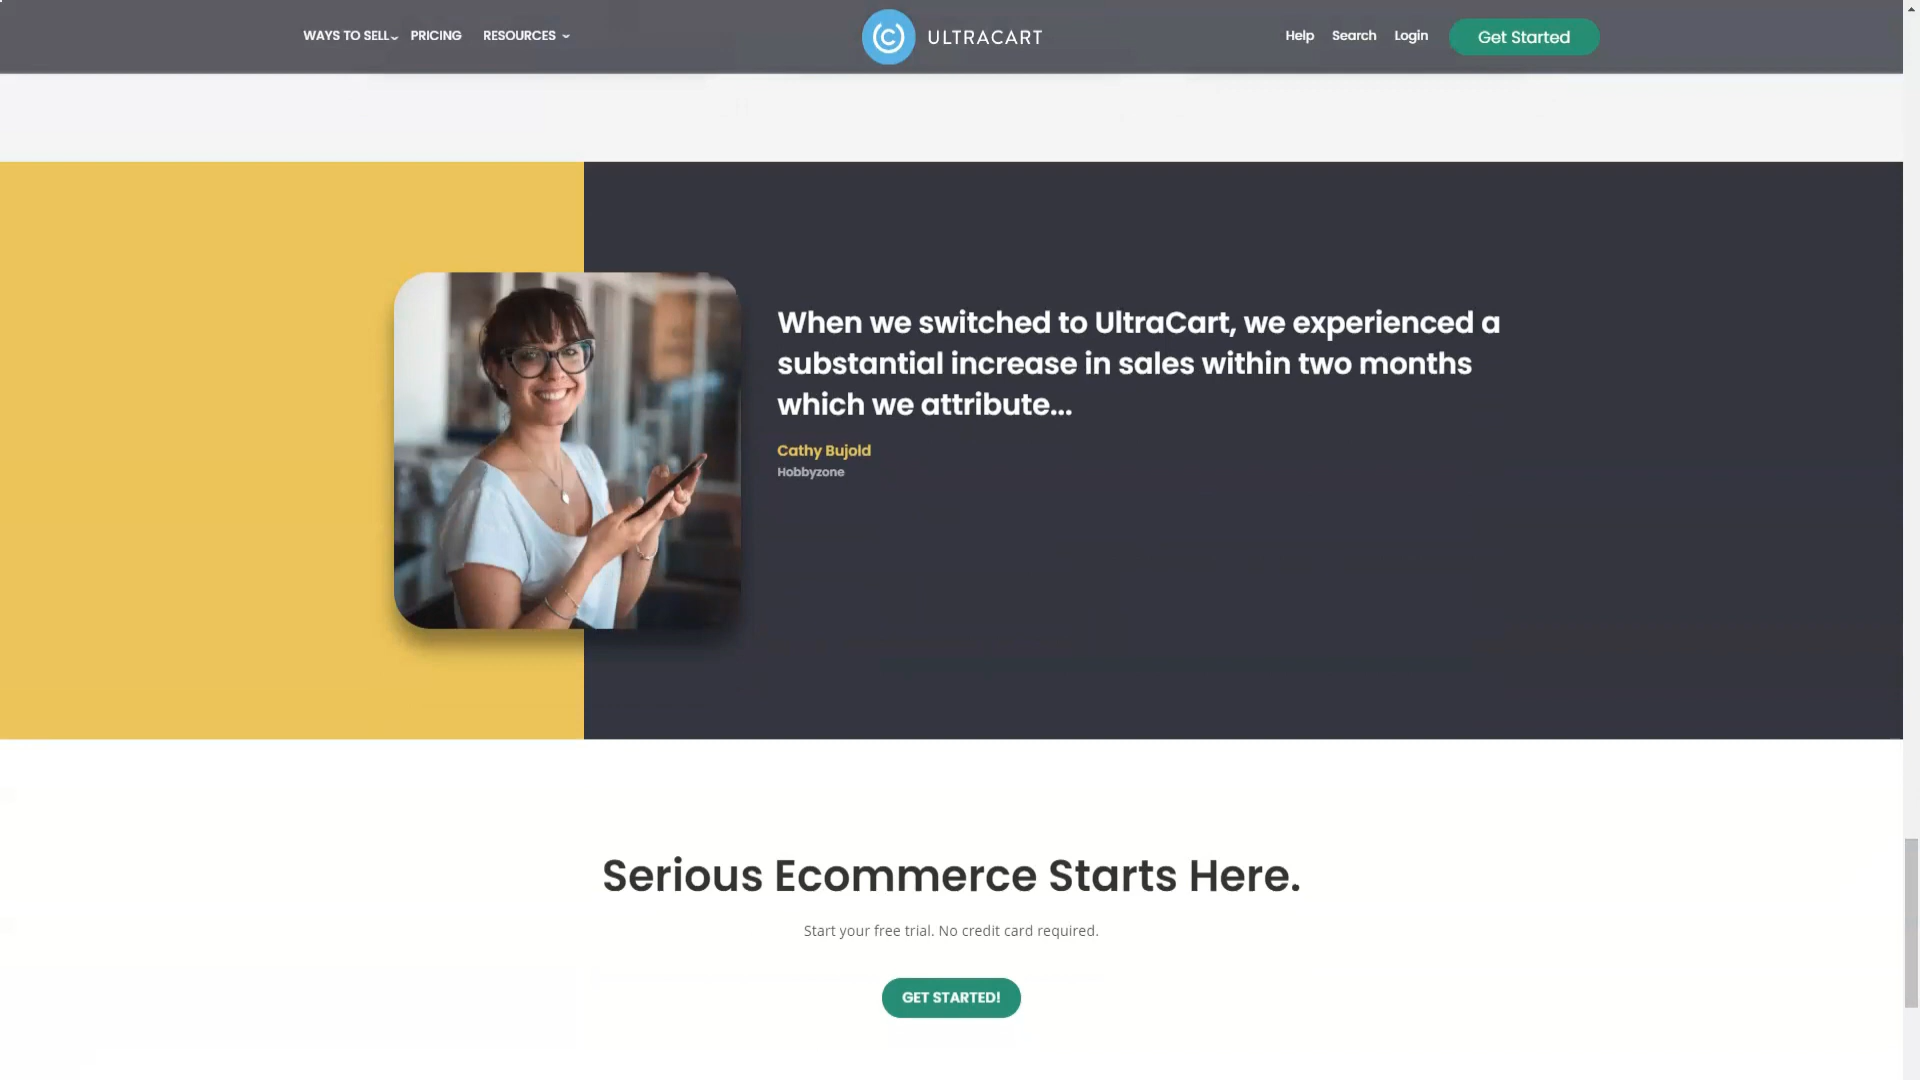 WAYS TO SELL PRICING RESOURCES
ULTRACART
Help Search Login Get Started
When we switched to UltraCart, we experienced a
substantial increase in sales within two months
which we attribute...
Cathy Bujold
Hobbyzone
Serious Ecommerce Starts Here.
Start your free trial. No credit card required.
GET STARTED!